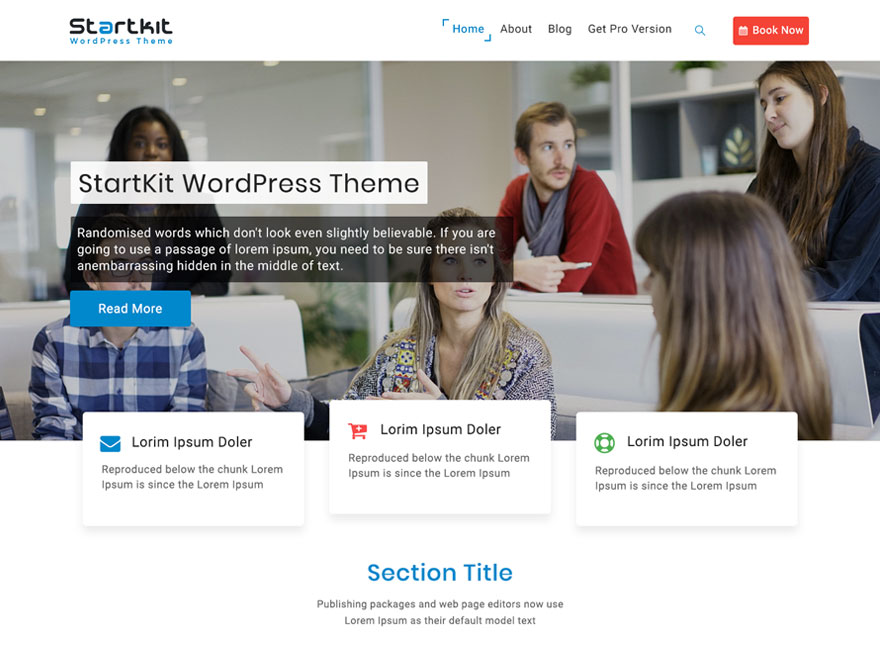 Startkit
WordPress Theme
Home About Blog Get Pro Version Book Now
StartKit WordPress Theme
Randomised words which don't look even slightly believable. If you are
going to use a passage of lorem ipsum, you need to be sure there isn't
anembarrassing hidden in the middle of text.
Read More
Lorim Ipsum Doler
Reproduced below the chunk Lorem
Ipsum is since the Lorem Ipsum
Lorim Ipsum Doler
Reproduced below the chunk Lorem
Ipsum is since the Lorem Ipsum
Lorim Ipsum Doler
Reproduced below the chunk Lorem
Ipsum is since the Lorem Ipsum
Section Title
Publishing packages and web page editors now use
Lorem Ipsum as their default model text